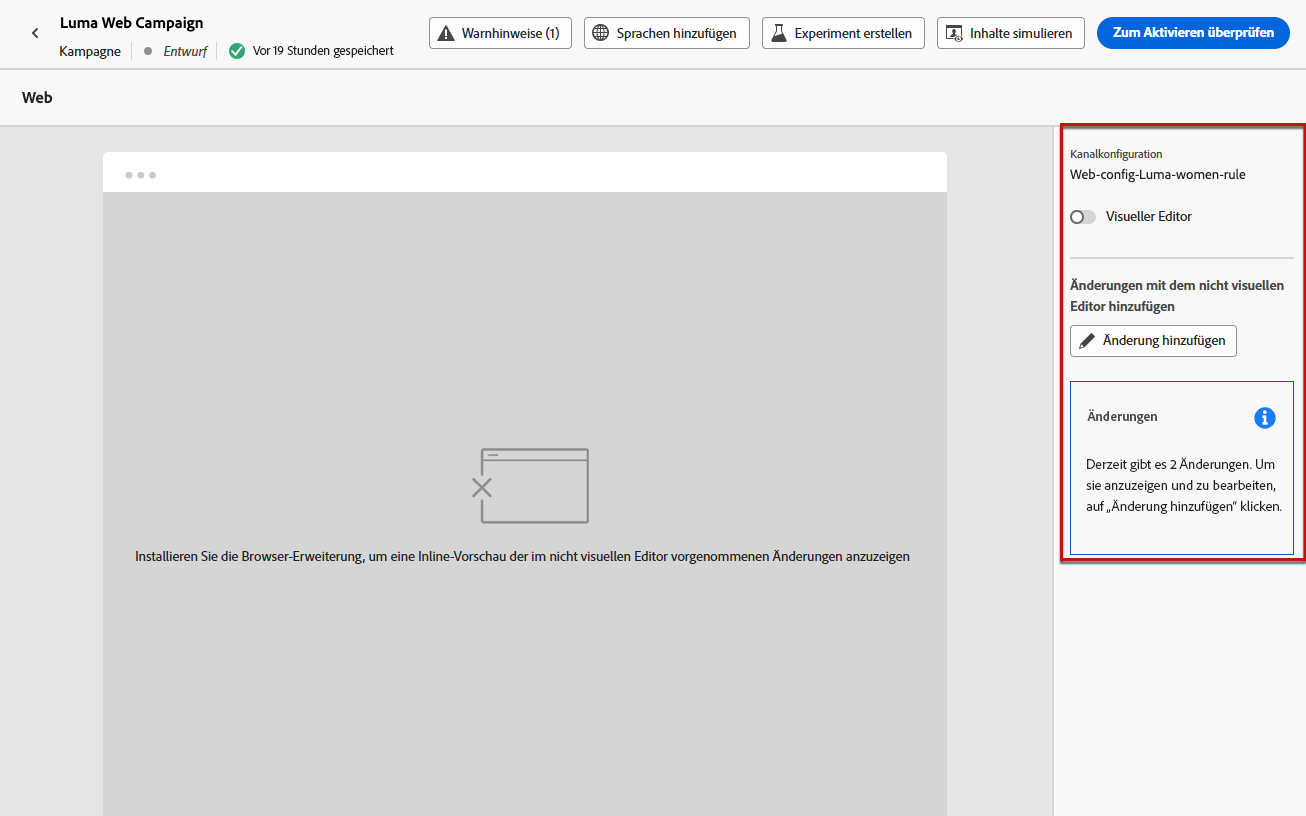 Luma Web Campaign
Kampagne
Entwurf
Vor 19 Stunden gespeichert
Warnhinweise (1)
Sprachen hinzufügen
Experiment erstellen
Inhalte simulieren
Zum Aktivieren überprüfen
Web
Installieren Sie die Browser-Erweiterung, um eine Inline-Vorschau der im nicht visuellen Editor vorgenommenen Änderungen anzuzeigen
Kanalkonfiguration
Web-config-Luma-women-rule
Visueller Editor
Änderungen mit dem nicht visuellen
Editor hinzufügen
Änderung hinzufügen
Änderungen
Derzeit gibt es 2 Änderungen. Um
sie anzuzeigen und zu bearbeiten,
auf „Änderung hinzufügen“ klicken.